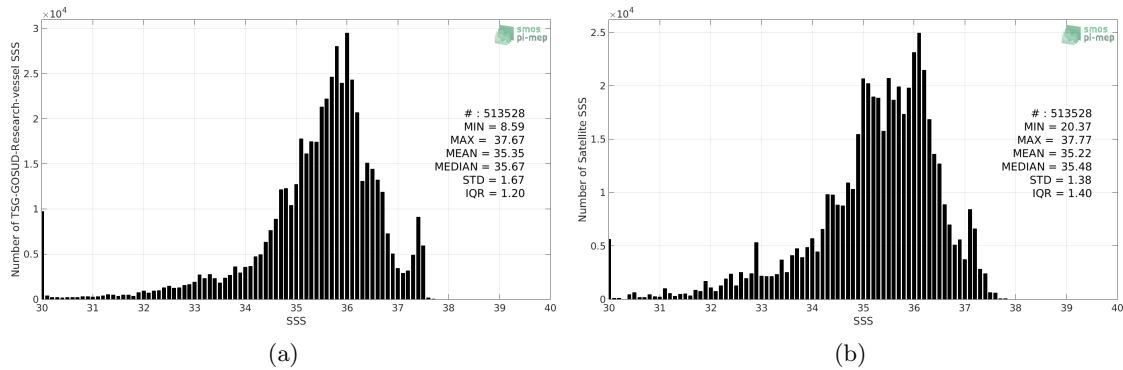 ×10⁴
Number of TSG-GOSUD-Research-vessel SSS
3
2.5
2
1.5
1
0.5
0
smos
pi-mep
# : 513528
MIN = 8.59
MAX = 37.67
MEAN = 35.35
MEDIAN = 35.67
STD = 1.67
IQR = 1.20
30 31 32 33 34 35 36 37 38 39 40
SSS
(a)
×10⁴
Number of Satellite SSS
2.5
2
1.5
1
0.5
0
smos
pi-mep
# : 513528
MIN = 20.37
MAX = 37.77
MEAN = 35.22
MEDIAN = 35.48
STD = 1.38
IQR = 1.40
30 31 32 33 34 35 36 37 38 39 40
SSS
(b)